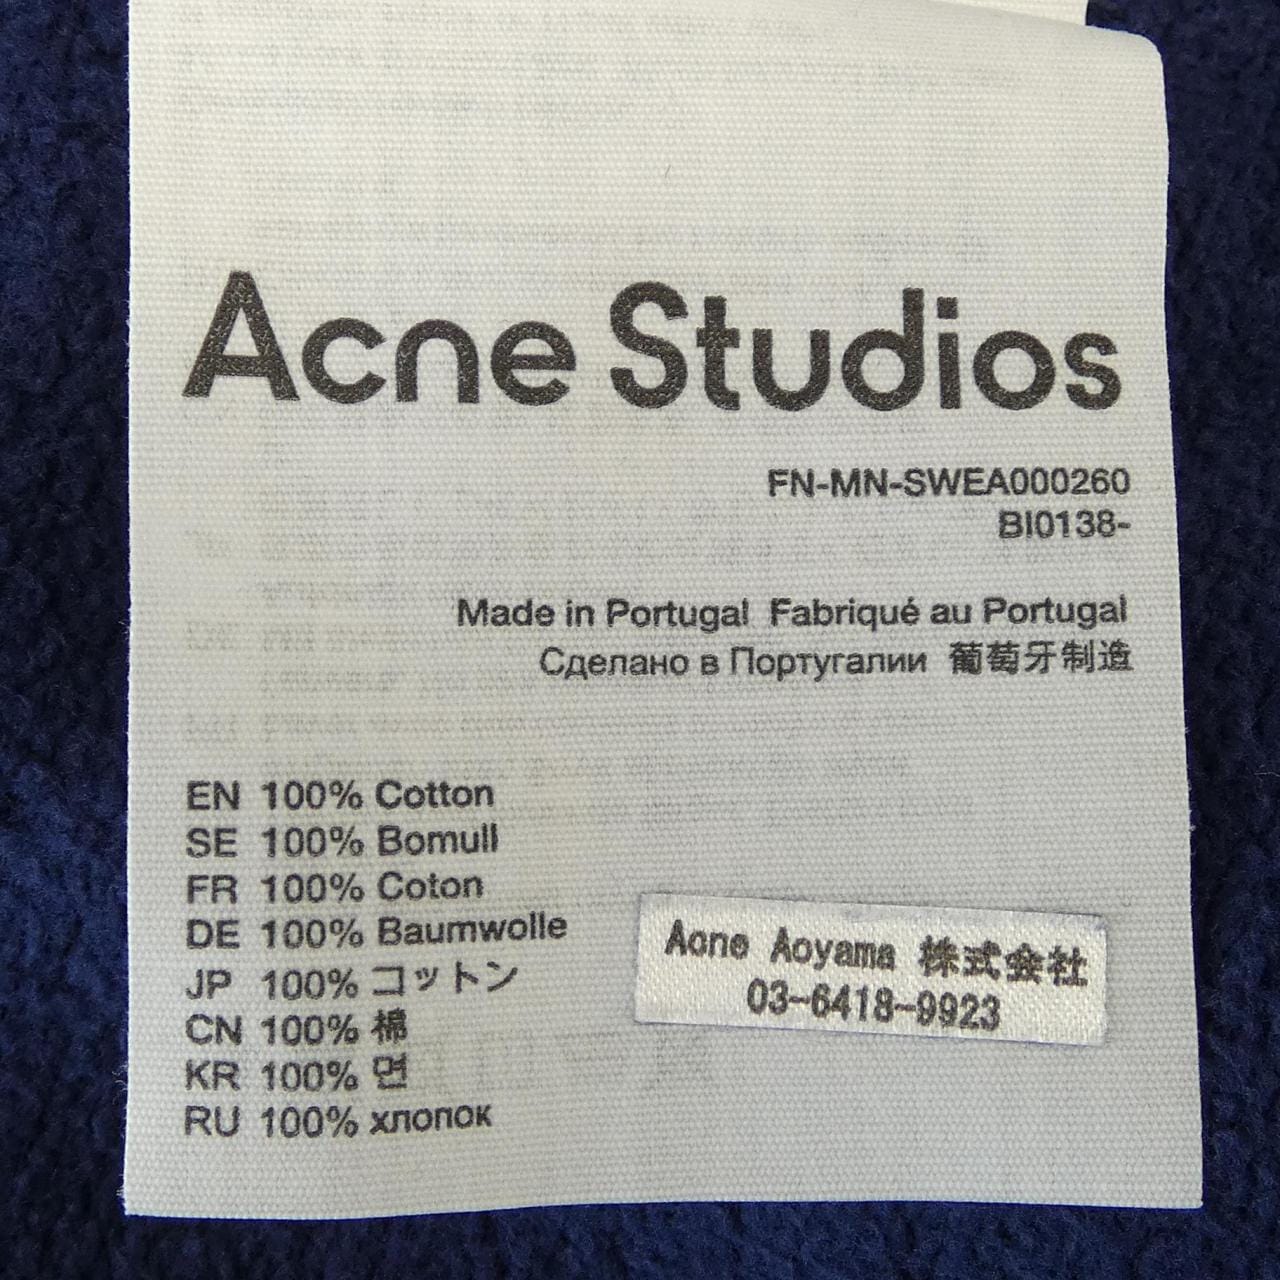 Acne Studios
FN-MN-SWEA000260
BI0138-
Made in Portugal Fabriqué au Portugal
Сделано в Португалии 葡萄牙制造
EN 100% Cotton
SE 100% Bomull
FR 100% Coton
DE 100% Baumwolle
JP 100% コットン
CN 100% 棉
KR 100% 면
RU 100% хлопок
Acne Aoyama 株式会社
03-6418-9923